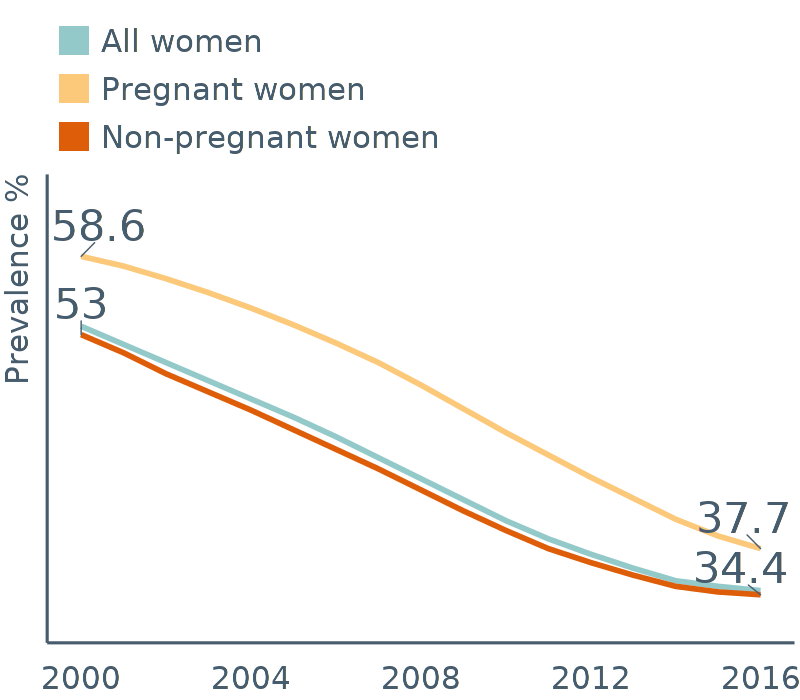 All women
Pregnant women
Non-pregnant women
Prevalence %
58.6
53
37.7
34.4
2000 2004 2008 2012 2016